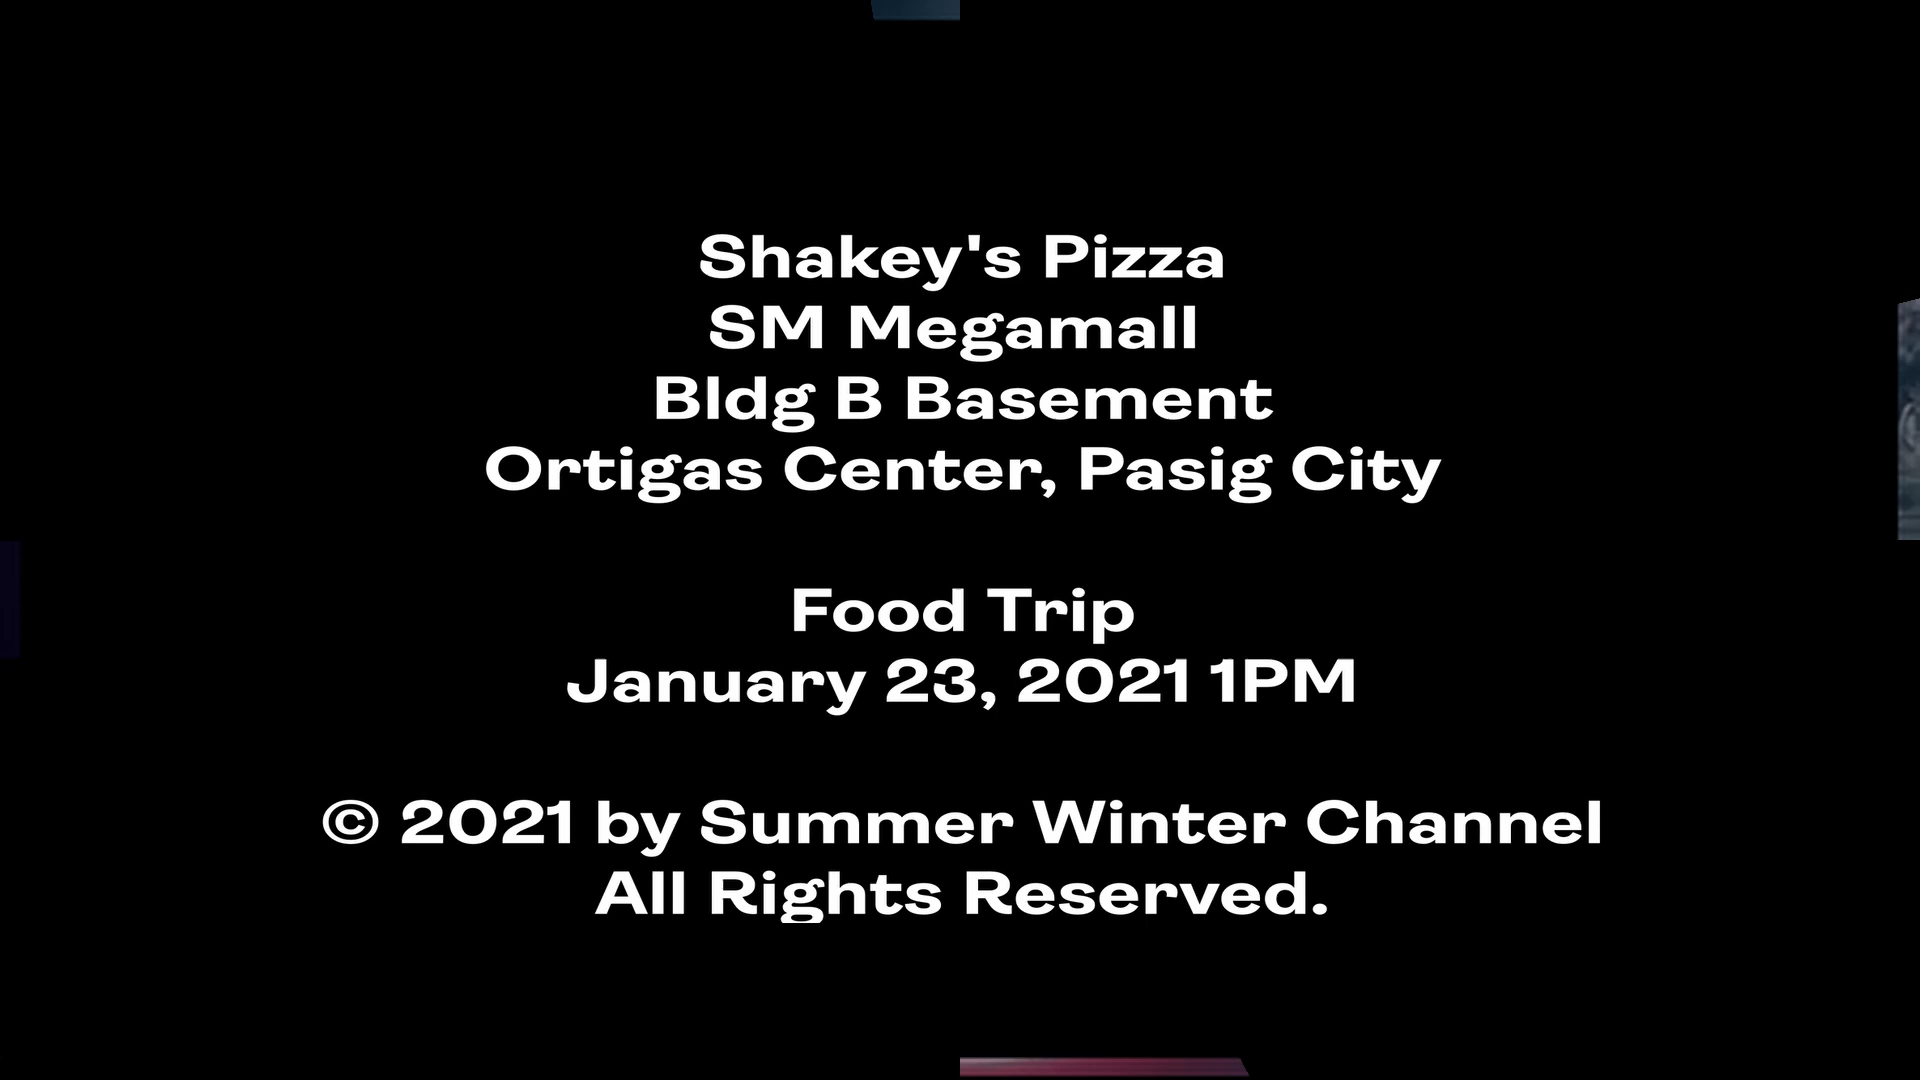 Shakey's Pizza
SM Megamall
Bldg B Basement
Ortigas Center, Pasig City
Food Trip
January 23, 2021 1PM
© 2021 by Summer Winter Channel
All Rights Reserved.